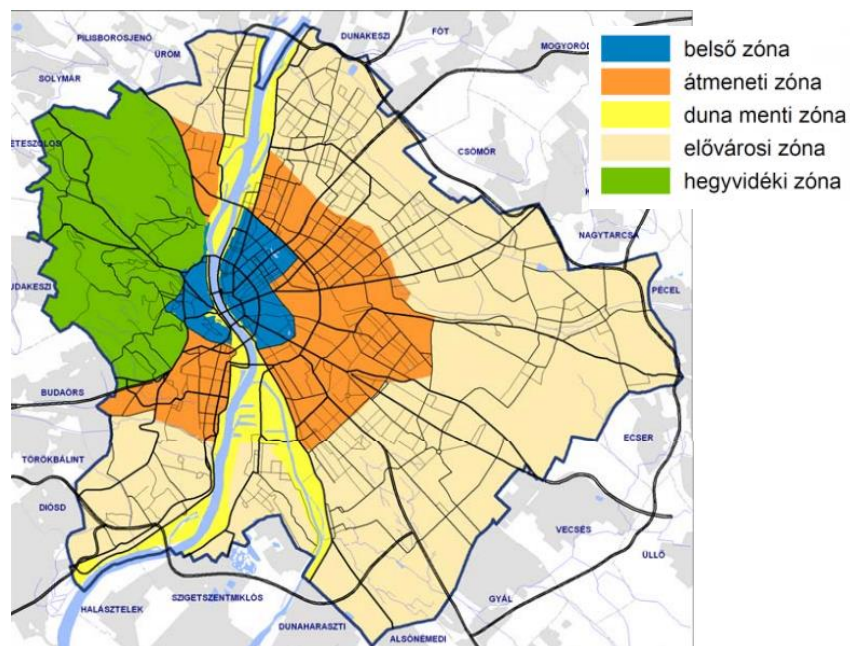 belső zóna
átmeneti zóna
duna menti zóna
elővárosi zóna
hegyvidéki zóna
PILISBOROSJENŐ
ÜRÖM
SOLYMÁR
DUNAKESZI
FÓT
MOGYORÓD
CSÖMÖR
NAGYTARCSA
PÉCEL
BUDAÖRS
TÖRÖKBÁLINT
DIÓSD
ECSER
VECSÉS
ÜLLŐ
GYÁL
HALÁSZTELEK
SZIGETSZENTMIKLÓS
DUNAHARASZTI
ALSÓNÉMEDI